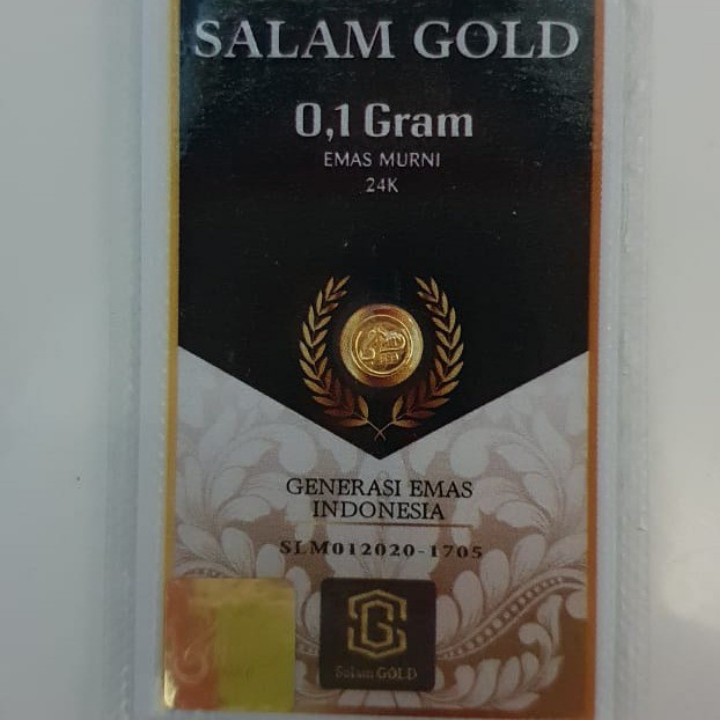 SALAM GOLD
0,1 Gram
EMAS MURNI
24K
GENERASI EMAS
INDONESIA
SLM012020-1705
Salam GOLD